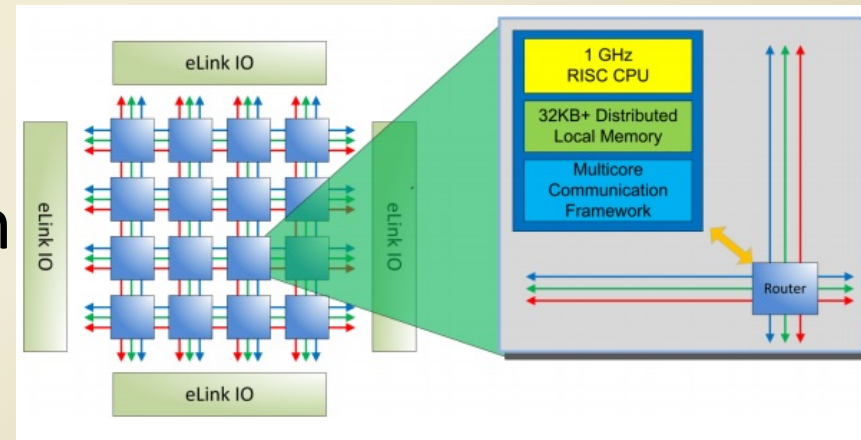 eLink IO
eLink IO
eLink IO
eLink IO
1 GHz
RISC CPU
32KB+ Distributed
Local Memory
Multicore
Communication
Framework
Router
n